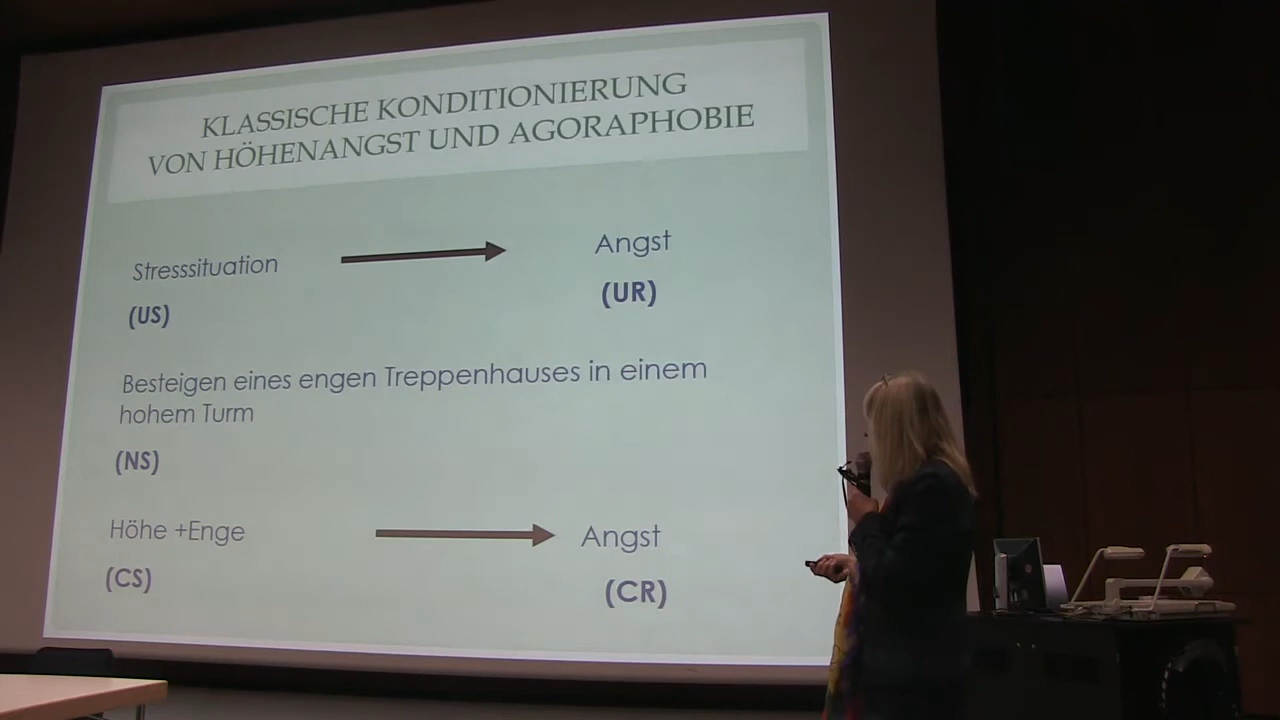 KLASSISCHE KONDITIONIERUNG
VON HÖHENANGST UND AGORAPHOBIE
Stresssituation
Angst
(US)
(UR)
Besteigen eines engen Treppenhauses in einem
hohem Turm
(NS)
Höhe +Enge
Angst
(CS)
(CR)